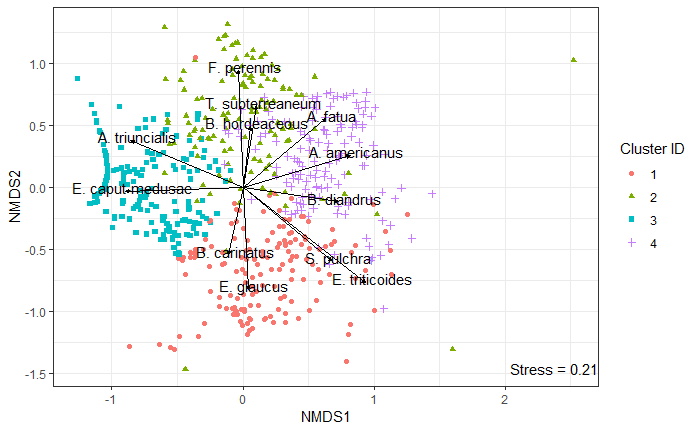 1.0
0.5
0.0
-0.5
-1.0
-1.5
NMDS2
F. perennis
T. subterraneum
A. fatua
B. hordeaceous
A. triuncialis
A. americanus
E. caput-medusae
B. diandrus
B. carinatus
S. pulchra
E. triticoides
E. glaucus
Stress = 0.21
-1
0
1
2
NMDS1
Cluster ID
1
2
3
4